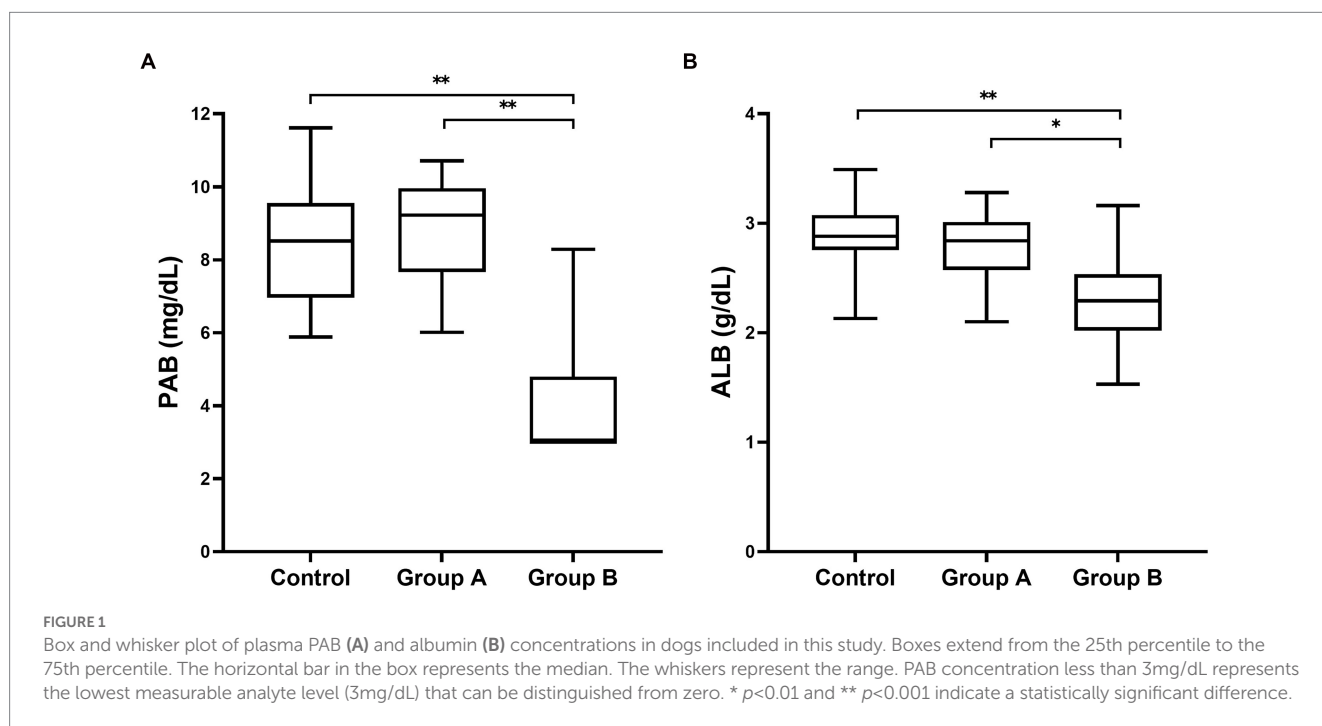 A
**
**
12
10
8
6
4
2
0
PAB (mg/dL)
Control Group A Group B
B
**
*
4
3
2
1
0
ALB (g/dL)
Control Group A Group B
FIGURE 1
Box and whisker plot of plasma PAB (A) and albumin (B) concentrations in dogs included in this study. Boxes extend from the 25th percentile to the
75th percentile. The horizontal bar in the box represents the median. The whiskers represent the range. PAB concentration less than 3mg/dL represents
the lowest measurable analyte level (3mg/dL) that can be distinguished from zero. * p<0.01 and ** p<0.001 indicate a statistically significant difference.